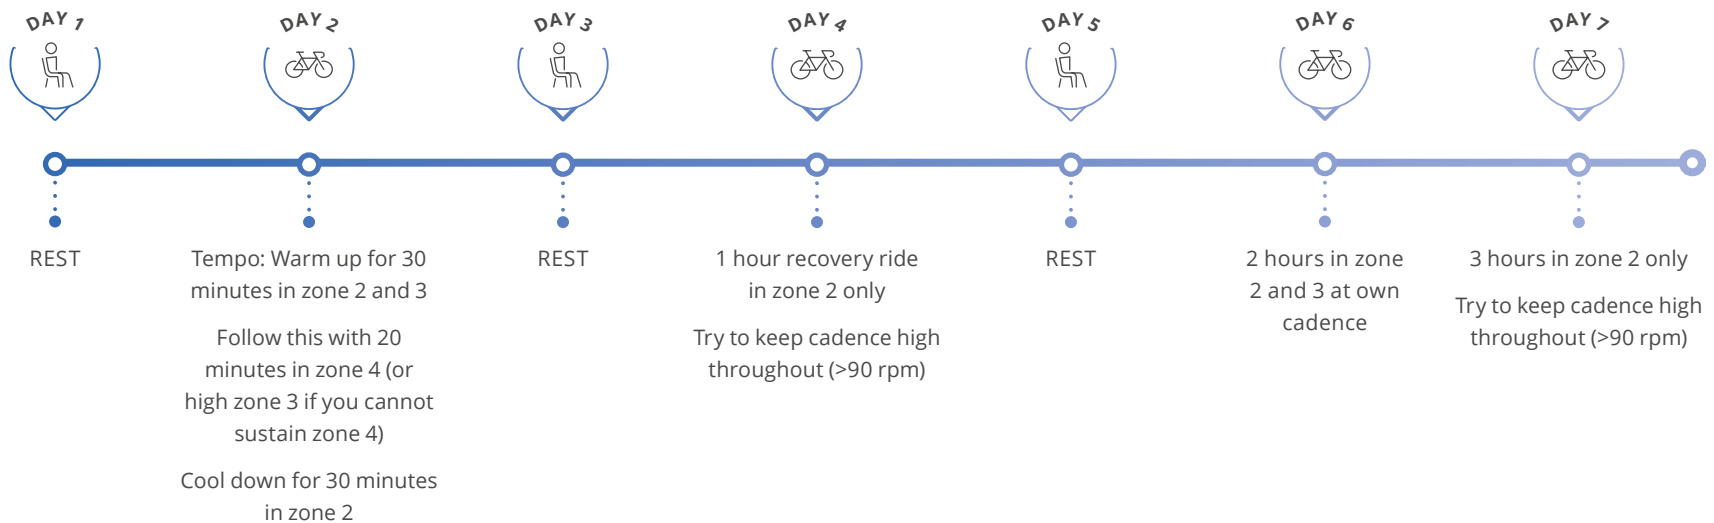 DAY 1
REST
DAY 2
Tempo: Warm up for 30
minutes in zone 2 and 3
Follow this with 20
minutes in zone 4 (or
high zone 3 if you cannot
sustain zone 4)
Cool down for 30 minutes
in zone 2
DAY 3
REST
DAY 4
1 hour recovery ride
in zone 2 only
Try to keep cadence high
throughout (>90 rpm)
DAY 5
REST
DAY 6
2 hours in zone
2 and 3 at own
cadence
DAY 7
3 hours in zone 2 only
Try to keep cadence high
throughout (>90 rpm)